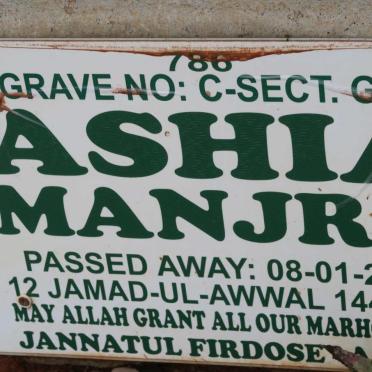 786
GRAVE NO: C-SECT. G
ASHIA
MANJR
PASSED AWAY: 08-01-2
12 JAMAD-UL-AWWAL 144
MAY ALLAH GRANT ALL OUR MARHO
JANNATUL FIRDOSE